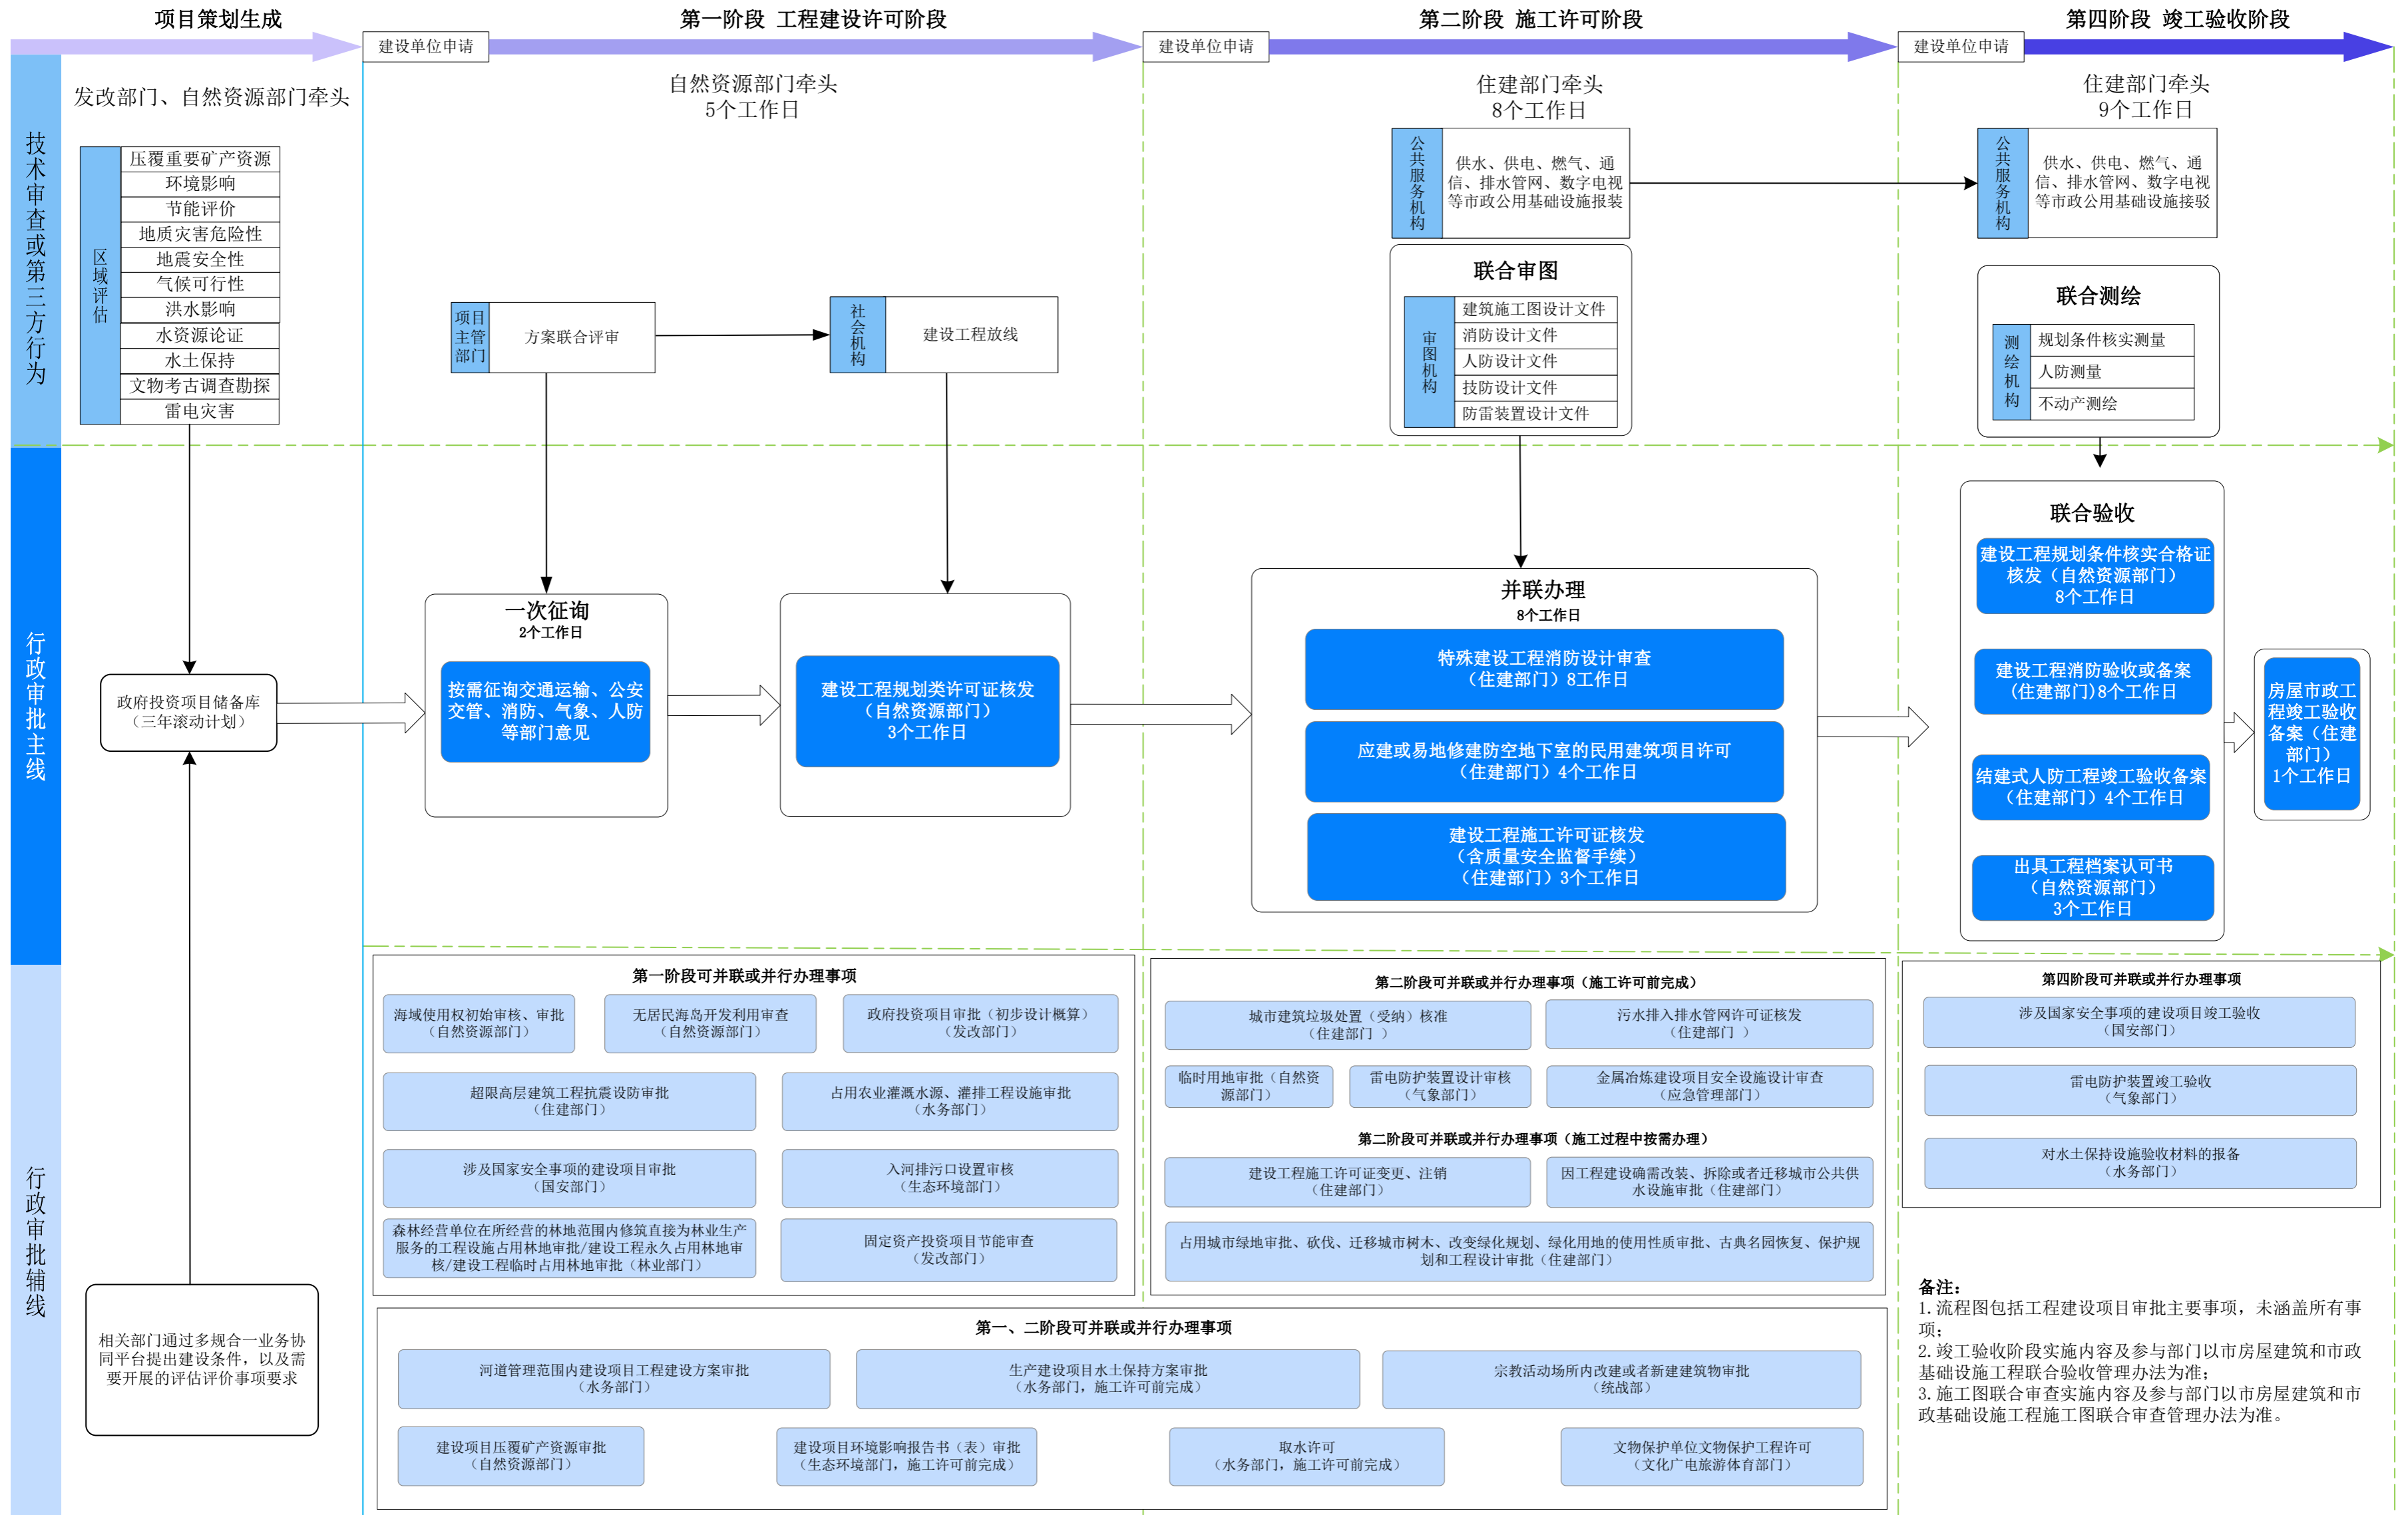 项目策划生成
第一阶段 工程建设许可阶段
第二阶段 施工许可阶段
第四阶段 竣工验收阶段
建设单位申请
建设单位申请
建设单位申请
发改部门、自然资源部门牵头
自然资源部门牵头
5个工作日
住建部门牵头
8个工作日
住建部门牵头
9个工作日
技术审查或第三方行为
区域评估
压覆重要矿产资源
环境影响
节能评价
地质灾害危险性
地震安全性
气候可行性
洪水影响
水资源论证
水土保持
文物考古调查勘探
雷电灾害
项目
主管
部门
方案联合评审
社会机构
建设工程放线
公共服务机构
供水、供电、燃气、通
信、排水管网、数字电视
等市政公用基础设施报装
公共服务机构
供水、供电、燃气、通
信、排水管网、数字电视
等市政公用基础设施接驳
联合审图
审图机构
建筑施工图设计文件
消防设计文件
人防设计文件
技防设计文件
防雷装置设计文件
联合测绘
测绘机构
规划条件核实测量
人防测量
不动产测绘
行政审批主线
政府投资项目储备库
（三年滚动计划）
一次征询
2个工作日
按需征询交通运输、公安
交管、消防、气象、人防
等部门意见
建设工程规划类许可证核发
（自然资源部门）
3个工作日
并联办理
8个工作日
特殊建设工程消防设计审查
（住建部门）8工作日
应建或易地修建防空地下室的民用建筑项目许可
（住建部门）4个工作日
建设工程施工许可证核发
（含质量安全监督手续）
（住建部门）3个工作日
联合验收
建设工程规划条件核实合格证
核发（自然资源部门）
8个工作日
建设工程消防验收或备案
(住建部门)8个工作日
结建式人防工程竣工验收备案
（住建部门）4个工作日
出具工程档案认可书
（自然资源部门）
3个工作日
房屋市政工
程竣工验收
备案（住建
部门）
1个工作日
行政审批辅线
相关部门通过多规合一业务协
同平台提出建设条件，以及需
要开展的评估评价事项要求
第一阶段可并联或并行办理事项
海域使用权初始审核、审批
（自然资源部门）
无居民海岛开发利用审查
（自然资源部门）
政府投资项目审批（初步设计概算）
（发改部门）
超限高层建筑工程抗震设防审批
（住建部门）
占用农业灌溉水源、灌排工程设施审批
（水务部门）
涉及国家安全事项的建设项目审批
（国安部门）
入河排污口设置审核
（生态环境部门）
森林经营单位在所经营的林地范围内修筑直接为林业生产
服务的工程设施占用林地审批/建设工程永久占用林地审
核/建设工程临时占用林地审批（林业部门）
固定资产投资项目节能审查
（发改部门）
第二阶段可并联或并行办理事项（施工许可前完成）
城市建筑垃圾处置（受纳）核准
（住建部门 ）
污水排入排水管网许可证核发
（住建部门 ）
临时用地审批（自然资
源部门）
雷电防护装置设计审核
（气象部门）
金属冶炼建设项目安全设施设计审查
（应急管理部门）
第二阶段可并联或并行办理事项（施工过程中按需办理）
建设工程施工许可证变更、注销
（住建部门）
因工程建设确需改装、拆除或者迁移城市公共供
水设施审批（住建部门）
占用城市绿地审批、砍伐、迁移城市树木、改变绿化规划、绿化用地的使用性质审批、古典名园恢复、保护规
划和工程设计审批（住建部门）
第四阶段可并联或并行办理事项
涉及国家安全事项的建设项目竣工验收
（国安部门）
雷电防护装置竣工验收
（气象部门）
对水土保持设施验收材料的报备
（水务部门）
第一、二阶段可并联或并行办理事项
河道管理范围内建设项目工程建设方案审批
（水务部门）
生产建设项目水土保持方案审批
（水务部门，施工许可前完成）
宗教活动场所内改建或者新建建筑物审批
（统战部）
建设项目压覆矿产资源审批
（自然资源部门）
建设项目环境影响报告书（表）审批
（生态环境部门，施工许可前完成）
取水许可
（水务部门，施工许可前完成）
文物保护单位文物保护工程许可
（文化广电旅游体育部门）
备注：
1.流程图包括工程建设项目审批主要事项，未涵盖所有事
项；
2.竣工验收阶段实施内容及参与部门以市房屋建筑和市政
基础设施工程联合验收管理办法为准；
3.施工图联合审查实施内容及参与部门以市房屋建筑和市
政基础设施工程施工图联合审查管理办法为准。